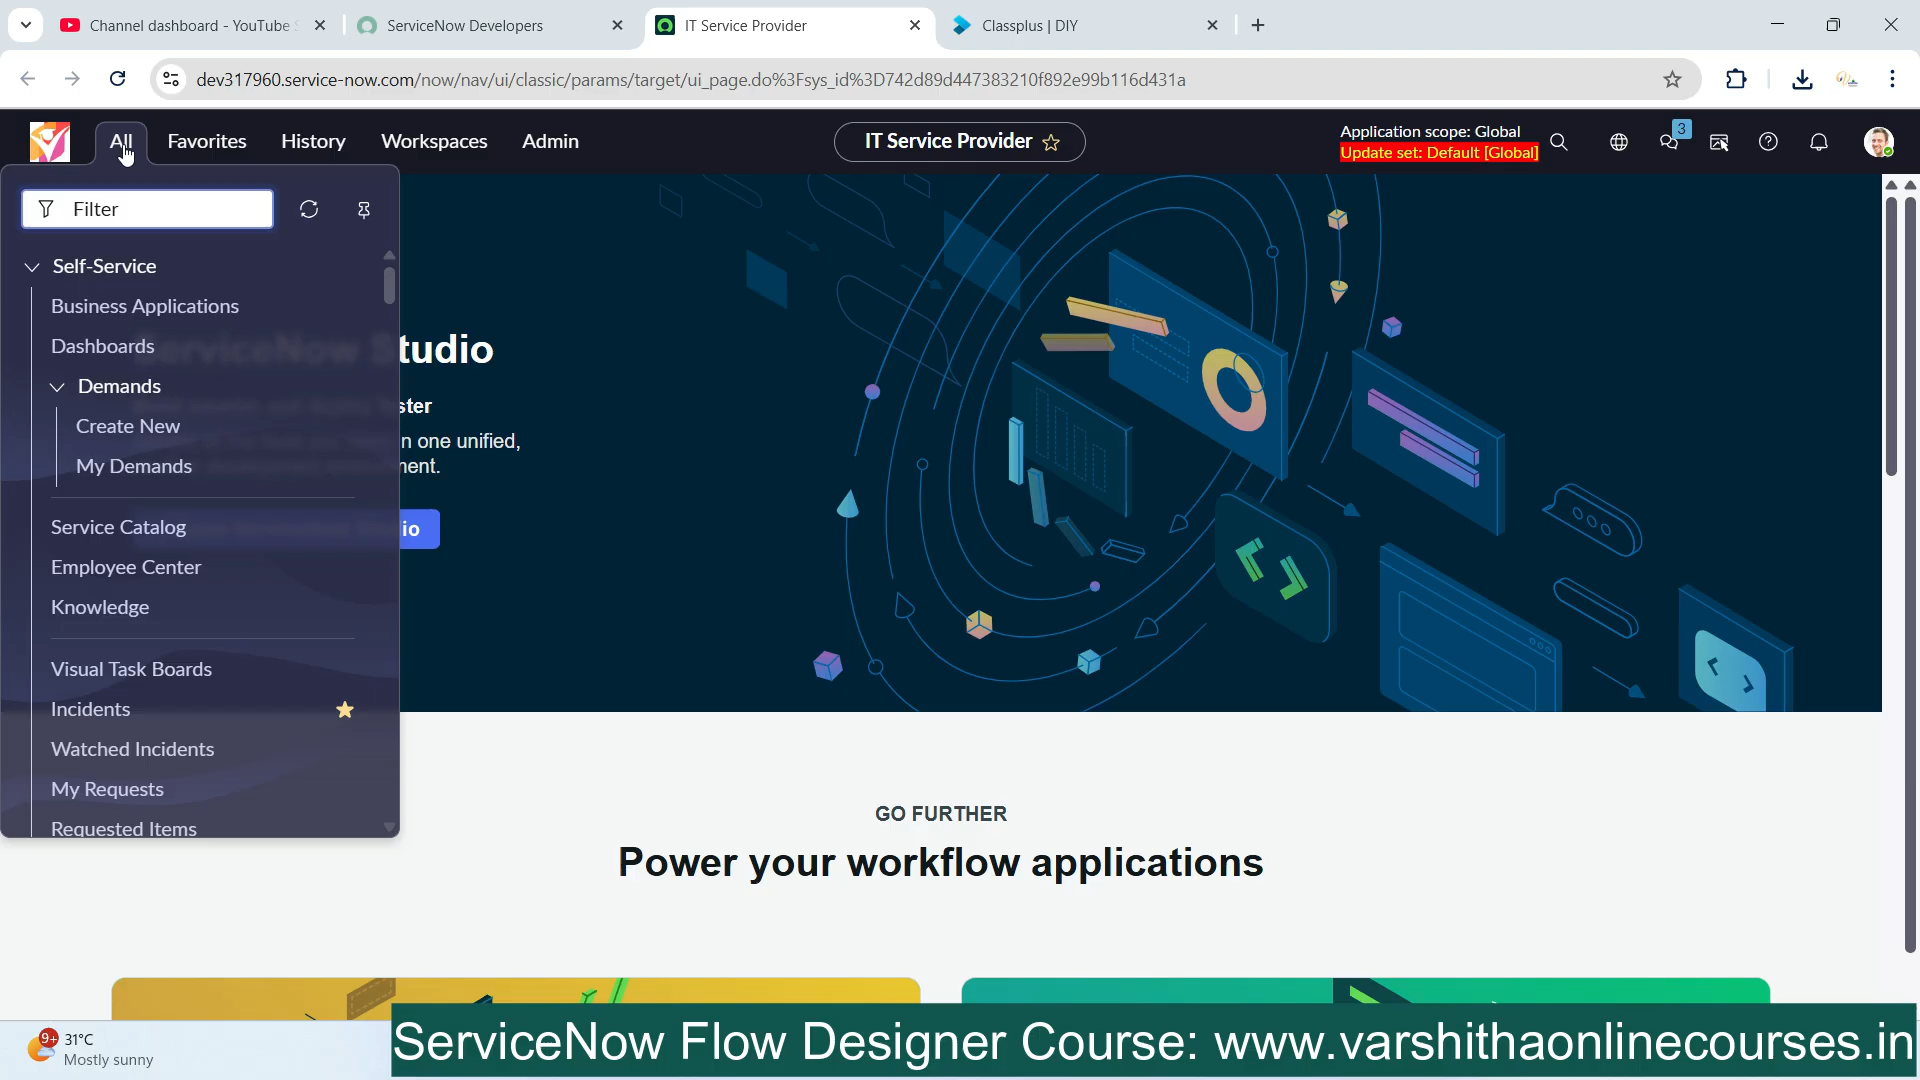 Channel dashboard - YouTube
ServiceNow Developers
IT Service Provider
Classplus | DIY
dev317960.service-now.com/now/nav/ui/classic/params/target/ui_page.do%3Fsys_id%3D742d89d447383210f892e99b116d431a
All
Favorites
History
Workspaces
Admin
IT Service Provider
Application scope: Global
Update set: Default [Global]
3
Filter
Self-Service
Business Applications
Dashboards
Demands
Create New
My Demands
Service Catalog
Employee Center
Knowledge
Visual Task Boards
Incidents
Watched Incidents
My Requests
Requested Items
ServiceNow Studio
ster
n one unified,
nent.
io
GO FURTHER
Power your workflow applications
9+
31°C
Mostly sunny
ServiceNow Flow Designer Course: www.varshithaonlinecourses.in